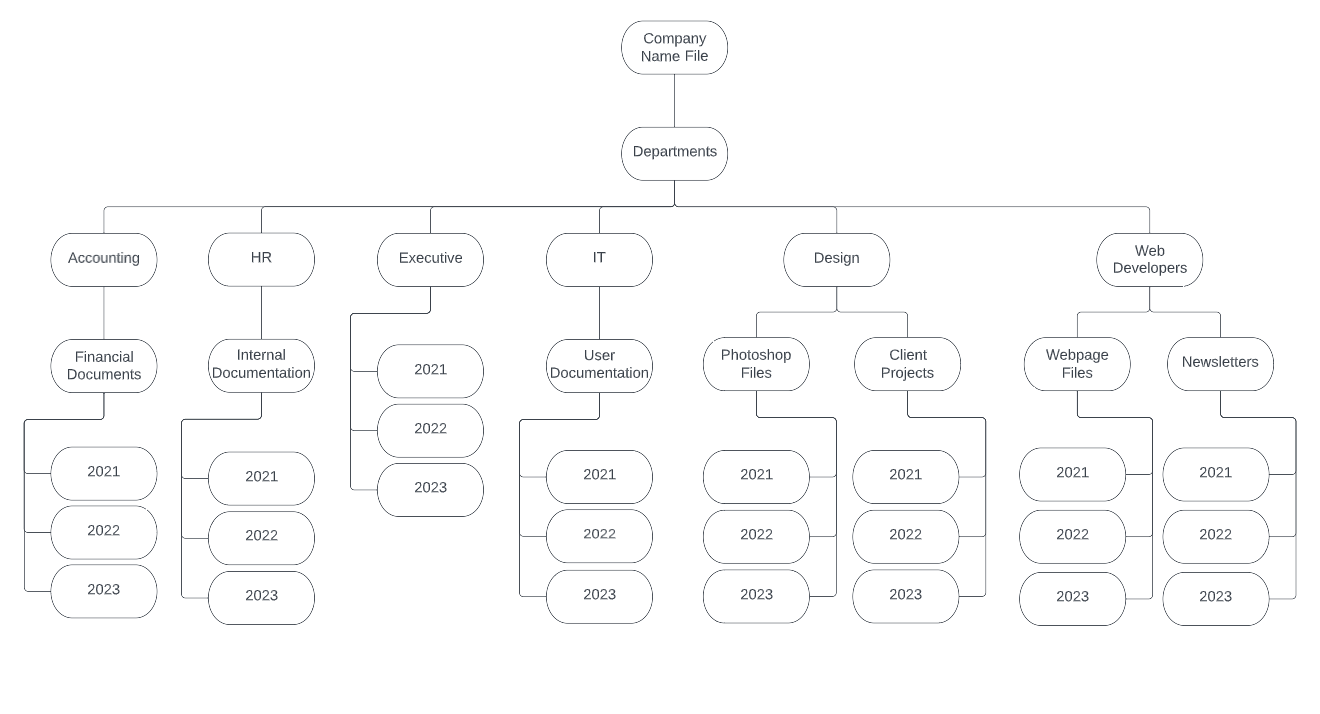 Company
Name File
Departments
Accounting
HR
Executive
IT
Design
Web
Developers
Financial
Documents
Internal
Documentation
2021
2022
2023
User
Documentation
Photoshop
Files
Client
Projects
Webpage
Files
Newsletters
2021
2022
2023
2021
2022
2023
2021
2022
2023
2021
2022
2023
2021
2022
2023
2021
2022
2023
2021
2022
2023